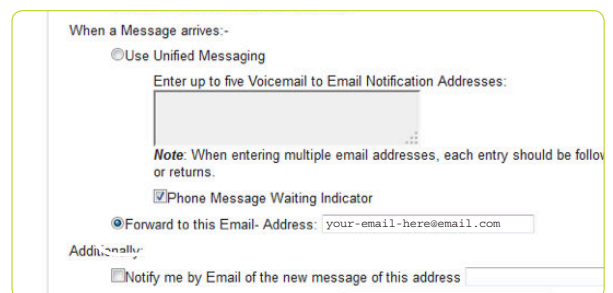 When a Message arrives:-
Use Unified Messaging
Enter up to five Voicemail to Email Notification Addresses:
Note: When entering multiple email addresses, each entry should be follow
or returns.
Phone Message Waiting Indicator
Forward to this Email- Address: your-email-here@email.com
Additionally:
Notify me by Email of the new message of this address